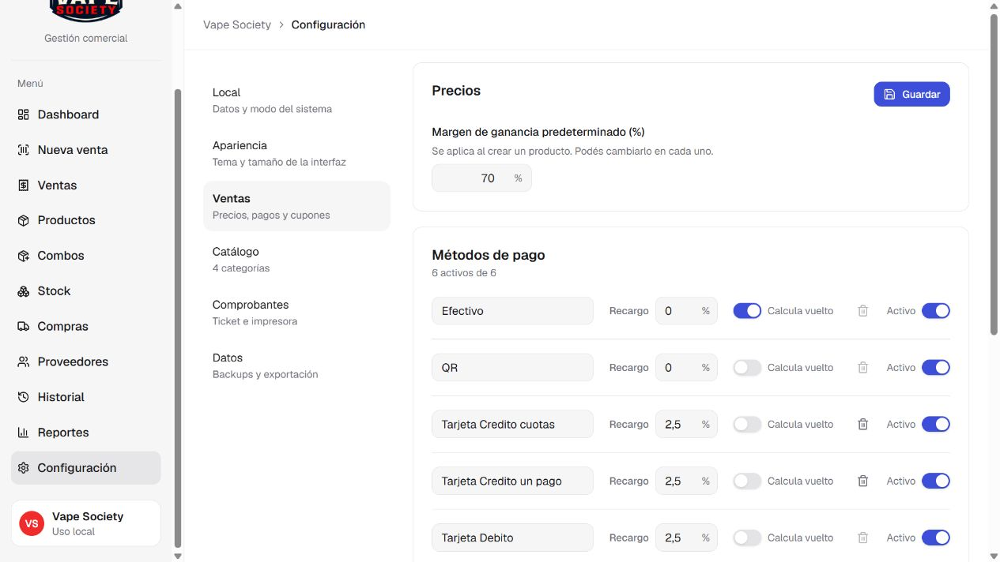 VAPE
SOCIETY
Gestión comercial
Menú
Dashboard
Nueva venta
Ventas
Productos
Combos
Stock
Compras
Proveedores
Historial
Reportes
Configuración
VS
Vape Society
Uso local
Vape Society > Configuración
Local
Datos y modo del sistema
Apariencia
Tema y tamaño de la interfaz
Ventas
Precios, pagos y cupones
Catálogo
4 categorías
Comprobantes
Ticket e impresora
Datos
Backups y exportación
Precios
Guardar
Margen de ganancia predeterminado (%)
Se aplica al crear un producto. Podés cambiarlo en cada uno.
70 %
Métodos de pago
6 activos de 6
Efectivo Recargo 0 % Calcula vuelto Activo
QR Recargo 0 % Calcula vuelto Activo
Tarjeta Credito cuotas Recargo 2,5 % Calcula vuelto Activo
Tarjeta Credito un pago Recargo 2,5 % Calcula vuelto Activo
Tarjeta Debito Recargo 2,5 % Calcula vuelto Activo